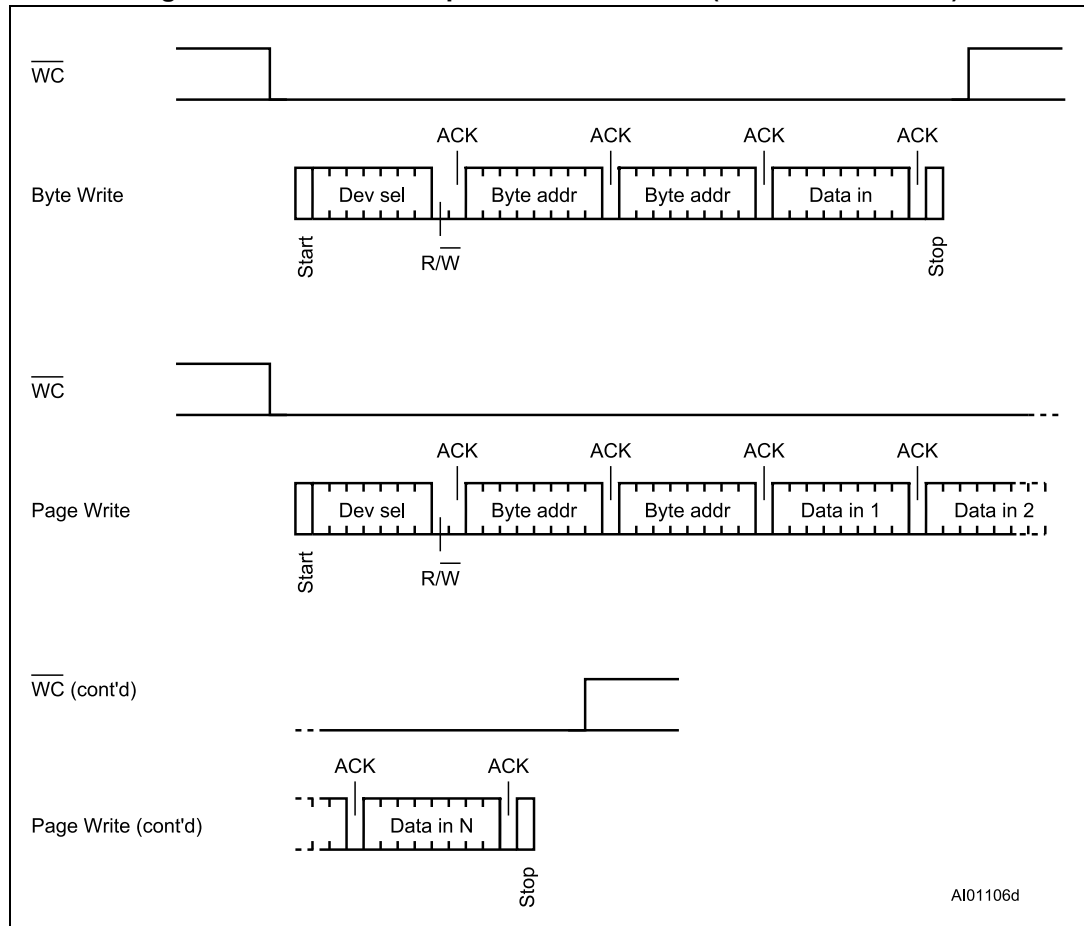 WC
ACK ACK ACK ACK
Byte Write Dev sel Byte addr Byte addr Data in
Start R/W Stop
WC
ACK ACK ACK ACK
Page Write Dev sel Byte addr Byte addr Data in 1 Data in 2
Start R/W
WC (cont'd)
ACK ACK
Page Write (cont'd) Data in N
Stop
AI01106d